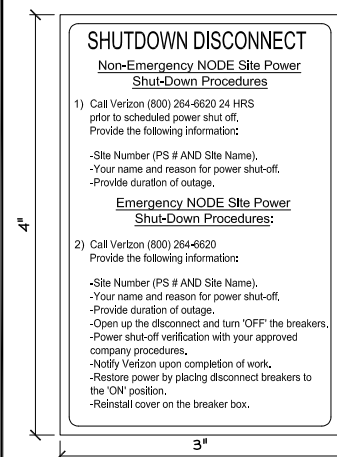 SHUTDOWN DISCONNECT
Non-Emergency NODE Site Power
Shut-Down Procedures
1) Call Verizon (800) 264-6620 24 HRS
prior to scheduled power shut off.
Provide the following information:
-Site Number (PS # AND Site Name).
-Your name and reason for power shut-off.
-Provide duration of outage.
Emergency NODE Site Power
Shut-Down Procedures:
2) Call Verizon (800) 264-6620
Provide the following information:
-Site Number (PS # AND Site Name).
-Your name and reason for power shut-off.
-Provide duration of outage.
-Open up the disconnect and turn 'OFF' the breakers.
-Power shut-off verification with your approved
company procedures.
-Notify Verizon upon completion of work.
-Restore power by placing disconnect breakers to
the 'ON' position.
-Reinstall cover on the breaker box.
4"
3"